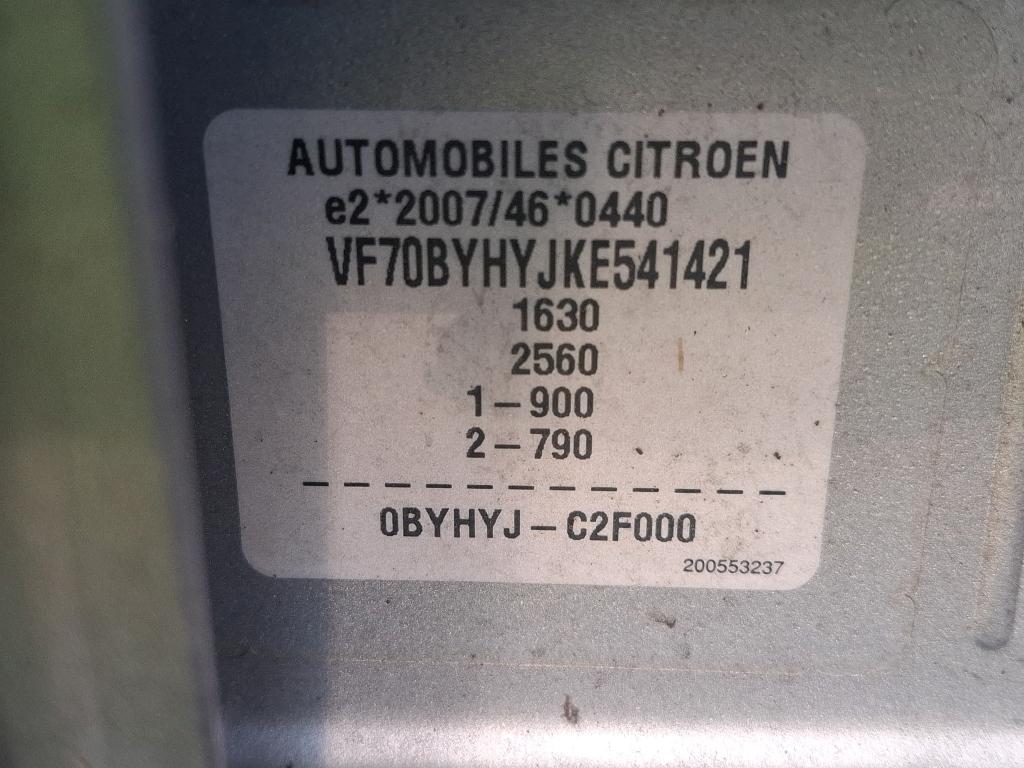 AUTOMOBILES CITROEN
e2*2007/46*0440
VF70BYHYJKE541421
1630
2560
1-900
2-790
0BYHYJ-C2F000
200553237